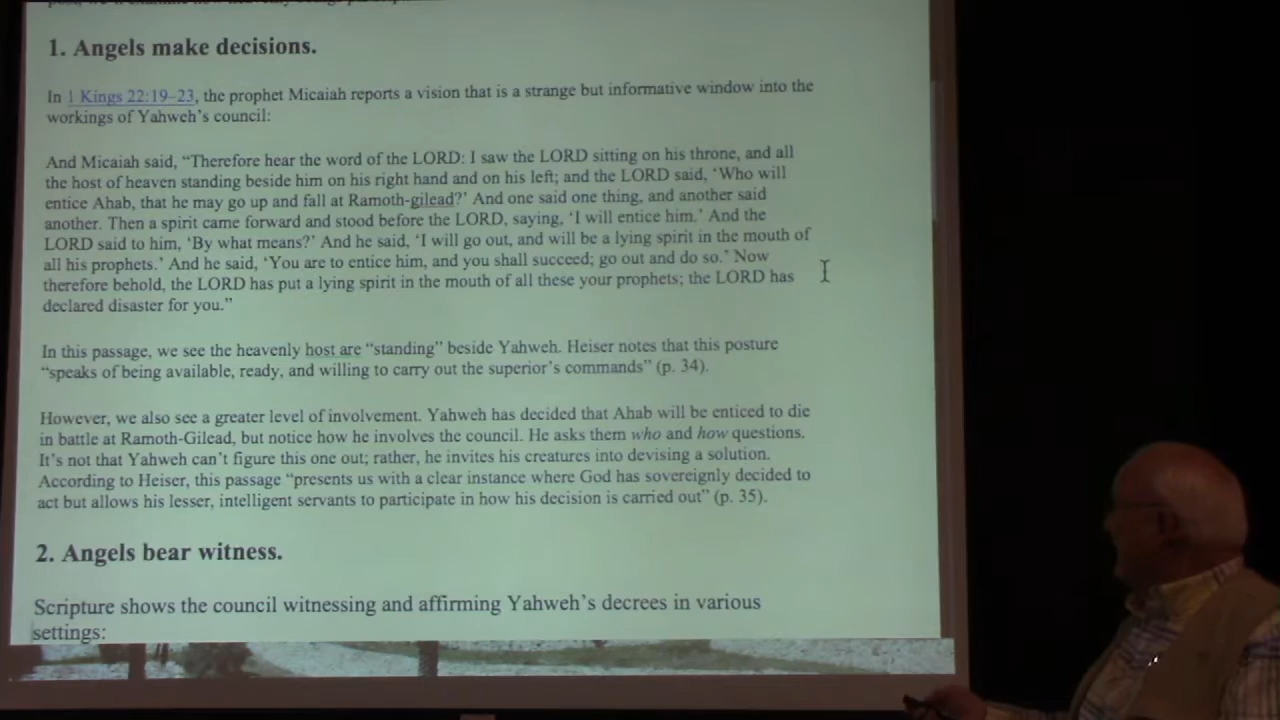 1. Angels make decisions.
In 1 Kings 22:19–23, the prophet Micaiah reports a vision that is a strange but informative window into the
workings of Yahweh’s council:
And Micaiah said, “Therefore hear the word of the LORD: I saw the LORD sitting on his throne, and all
the host of heaven standing beside him on his right hand and on his left; and the LORD said, ‘Who will
entice Ahab, that he may go up and fall at Ramoth-gilead?’ And one said one thing, and another said
another. Then a spirit came forward and stood before the LORD, saying, ‘I will entice him.’ And the
LORD said to him, ‘By what means?’ And he said, ‘I will go out, and will be a lying spirit in the mouth of
all his prophets.’ And he said, ‘You are to entice him, and you shall succeed; go out and do so.’ Now
therefore behold, the LORD has put a lying spirit in the mouth of all these your prophets; the LORD has
declared disaster for you.”
In this passage, we see the heavenly host are “standing” beside Yahweh. Heiser notes that this posture
“speaks of being available, ready, and willing to carry out the superior’s commands” (p. 34).
However, we also see a greater level of involvement. Yahweh has decided that Ahab will be enticed to die
in battle at Ramoth-Gilead, but notice how he involves the council. He asks them who and how questions.
It’s not that Yahweh can’t figure this one out; rather, he invites his creatures into devising a solution.
According to Heiser, this passage “presents us with a clear instance where God has sovereignly decided to
act but allows his lesser, intelligent servants to participate in how his decision is carried out” (p. 35).
2. Angels bear witness.
Scripture shows the council witnessing and affirming Yahweh’s decrees in various
settings: